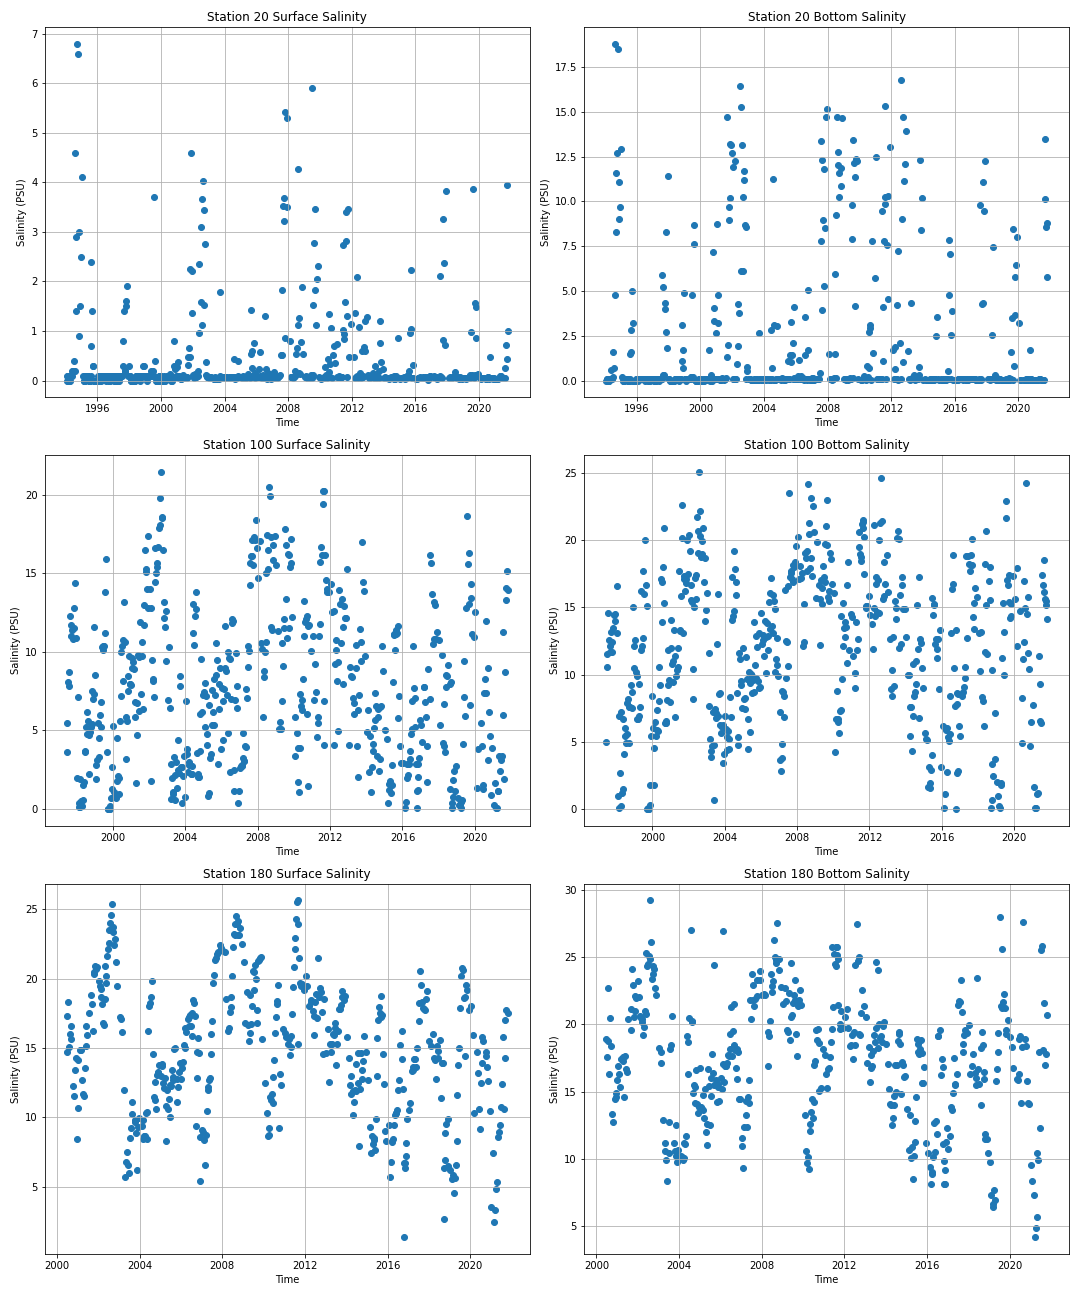 Station 20 Surface Salinity
7
6
5
4
3
2
1
0
Salinity (PSU)
1996 2000 2004 2008 2012 2016 2020
Time
Station 20 Bottom Salinity
17.5
15.0
12.5
10.0
7.5
5.0
2.5
0.0
Salinity (PSU)
1996 2000 2004 2008 2012 2016 2020
Time
Station 100 Surface Salinity
20
15
10
5
0
Salinity (PSU)
2000 2004 2008 2012 2016 2020
Time
Station 100 Bottom Salinity
25
20
15
10
5
0
Salinity (PSU)
2000 2004 2008 2012 2016 2020
Time
Station 180 Surface Salinity
25
20
15
10
5
Salinity (PSU)
2000 2004 2008 2012 2016 2020
Time
Station 180 Bottom Salinity
30
25
20
15
10
5
Salinity (PSU)
2000 2004 2008 2012 2016 2020
Time